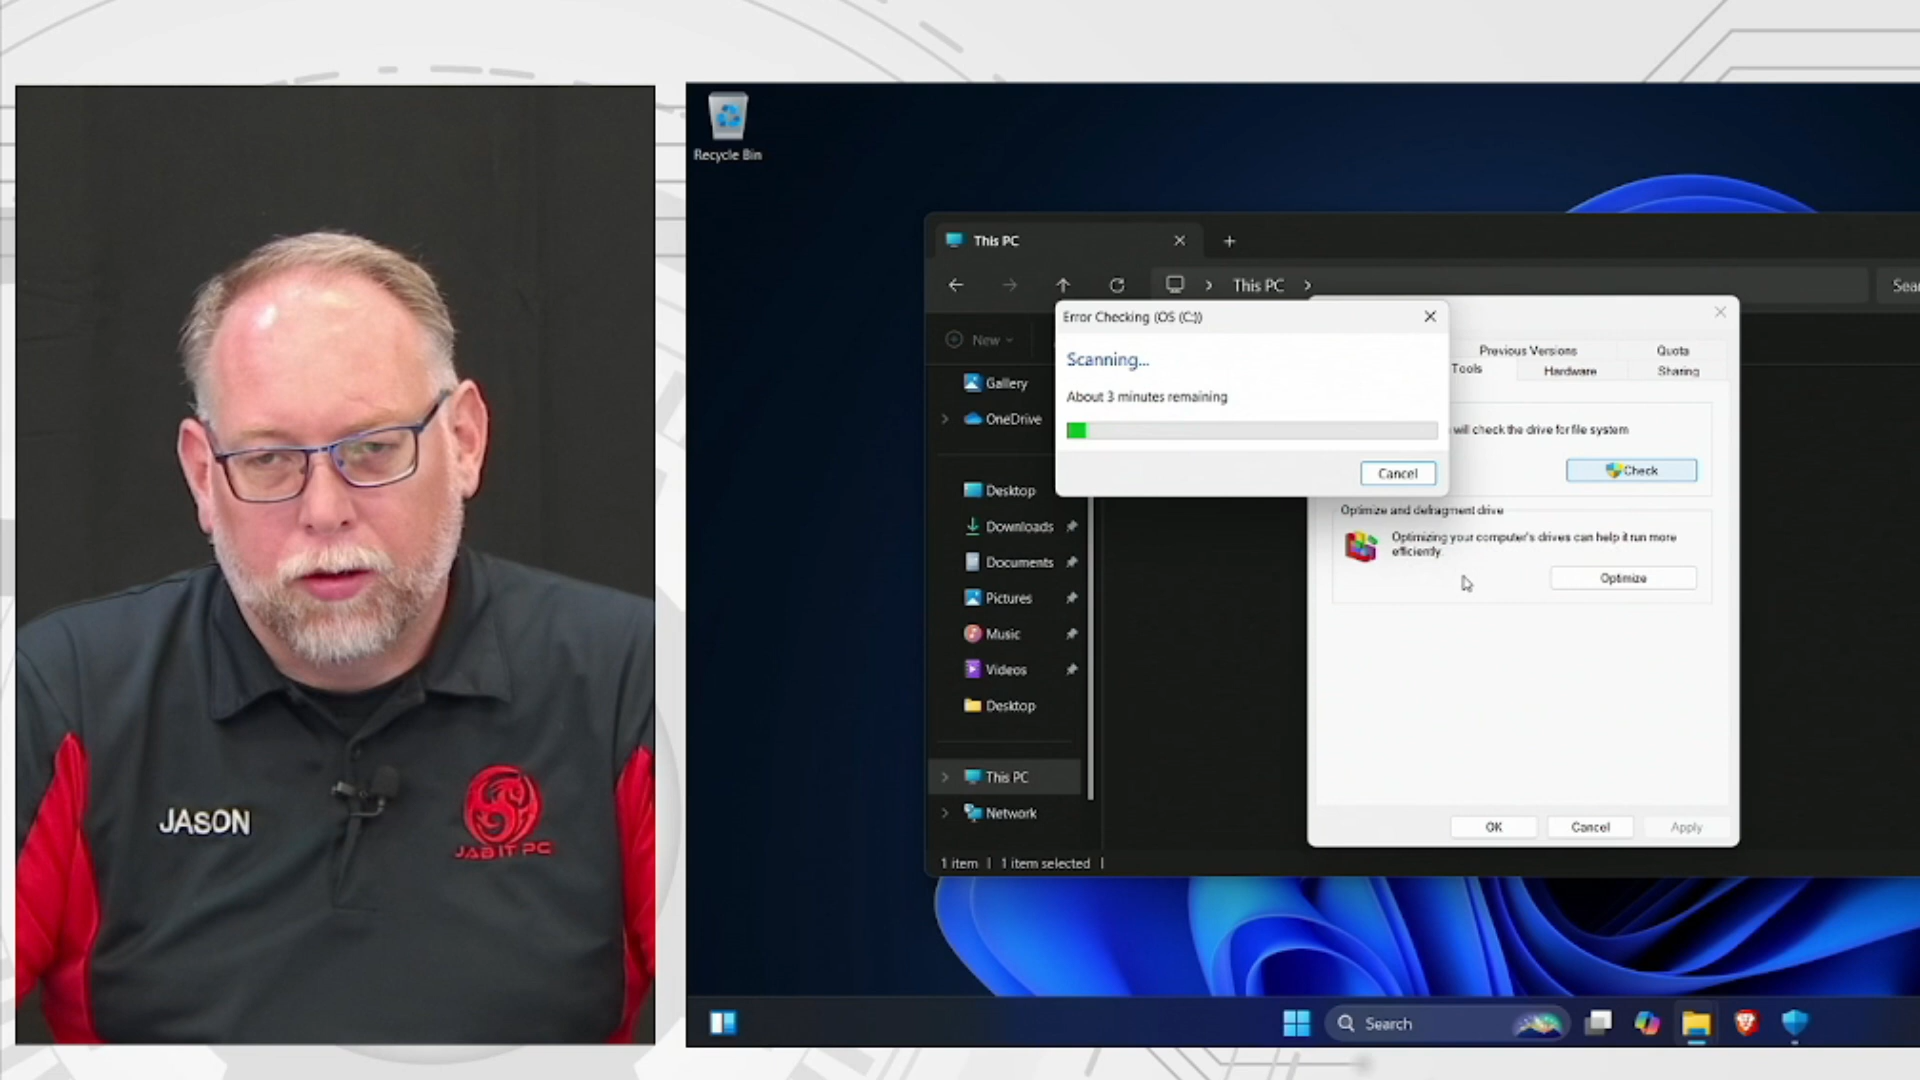 Recycle Bin
This PC
This PC
Sear
New
Gallery
OneDrive
Desktop
Downloads
Documents
Pictures
Music
Videos
Desktop
This PC
Network
1 item | 1 item selected |
Error Checking (OS (C:))
Scanning...
About 3 minutes remaining
Cancel
Previous Versions
Quota
Tools
Hardware
Sharing
will check the drive for file system
Check
Optimize and defragment drive
Optimizing your computer's drives can help it run more
efficiently.
Optimize
OK
Cancel
Apply
Search
JASON
JAB IT PC